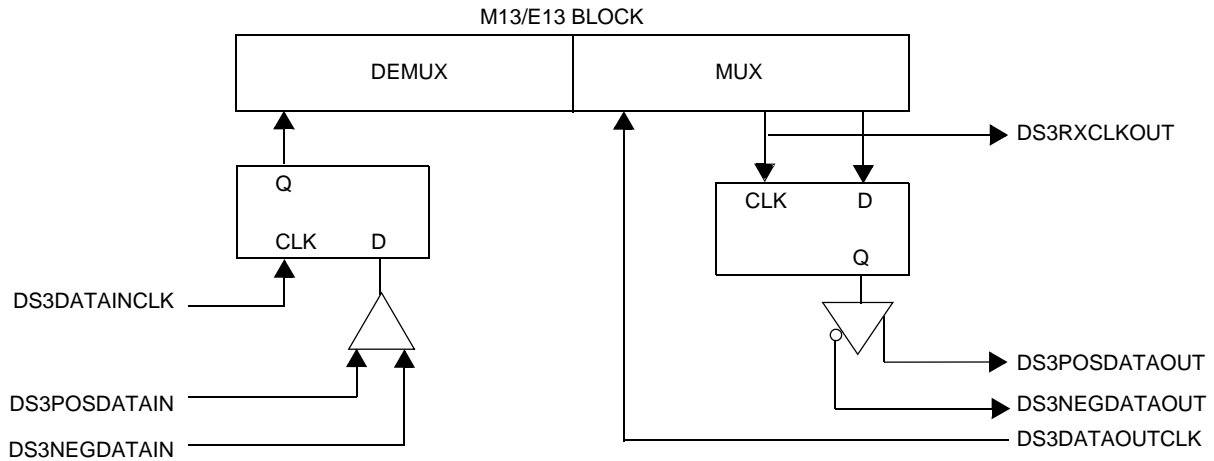 M13/E13 BLOCK
DEMUX
MUX
DS3RXCLKOUT
Q
CLK D
CLK D
Q
DS3DATAINCLK
DS3POSDATAIN
DS3NEGDATAIN
DS3POSDATAOUT
DS3NEGDATAOUT
DS3DATAOUTCLK